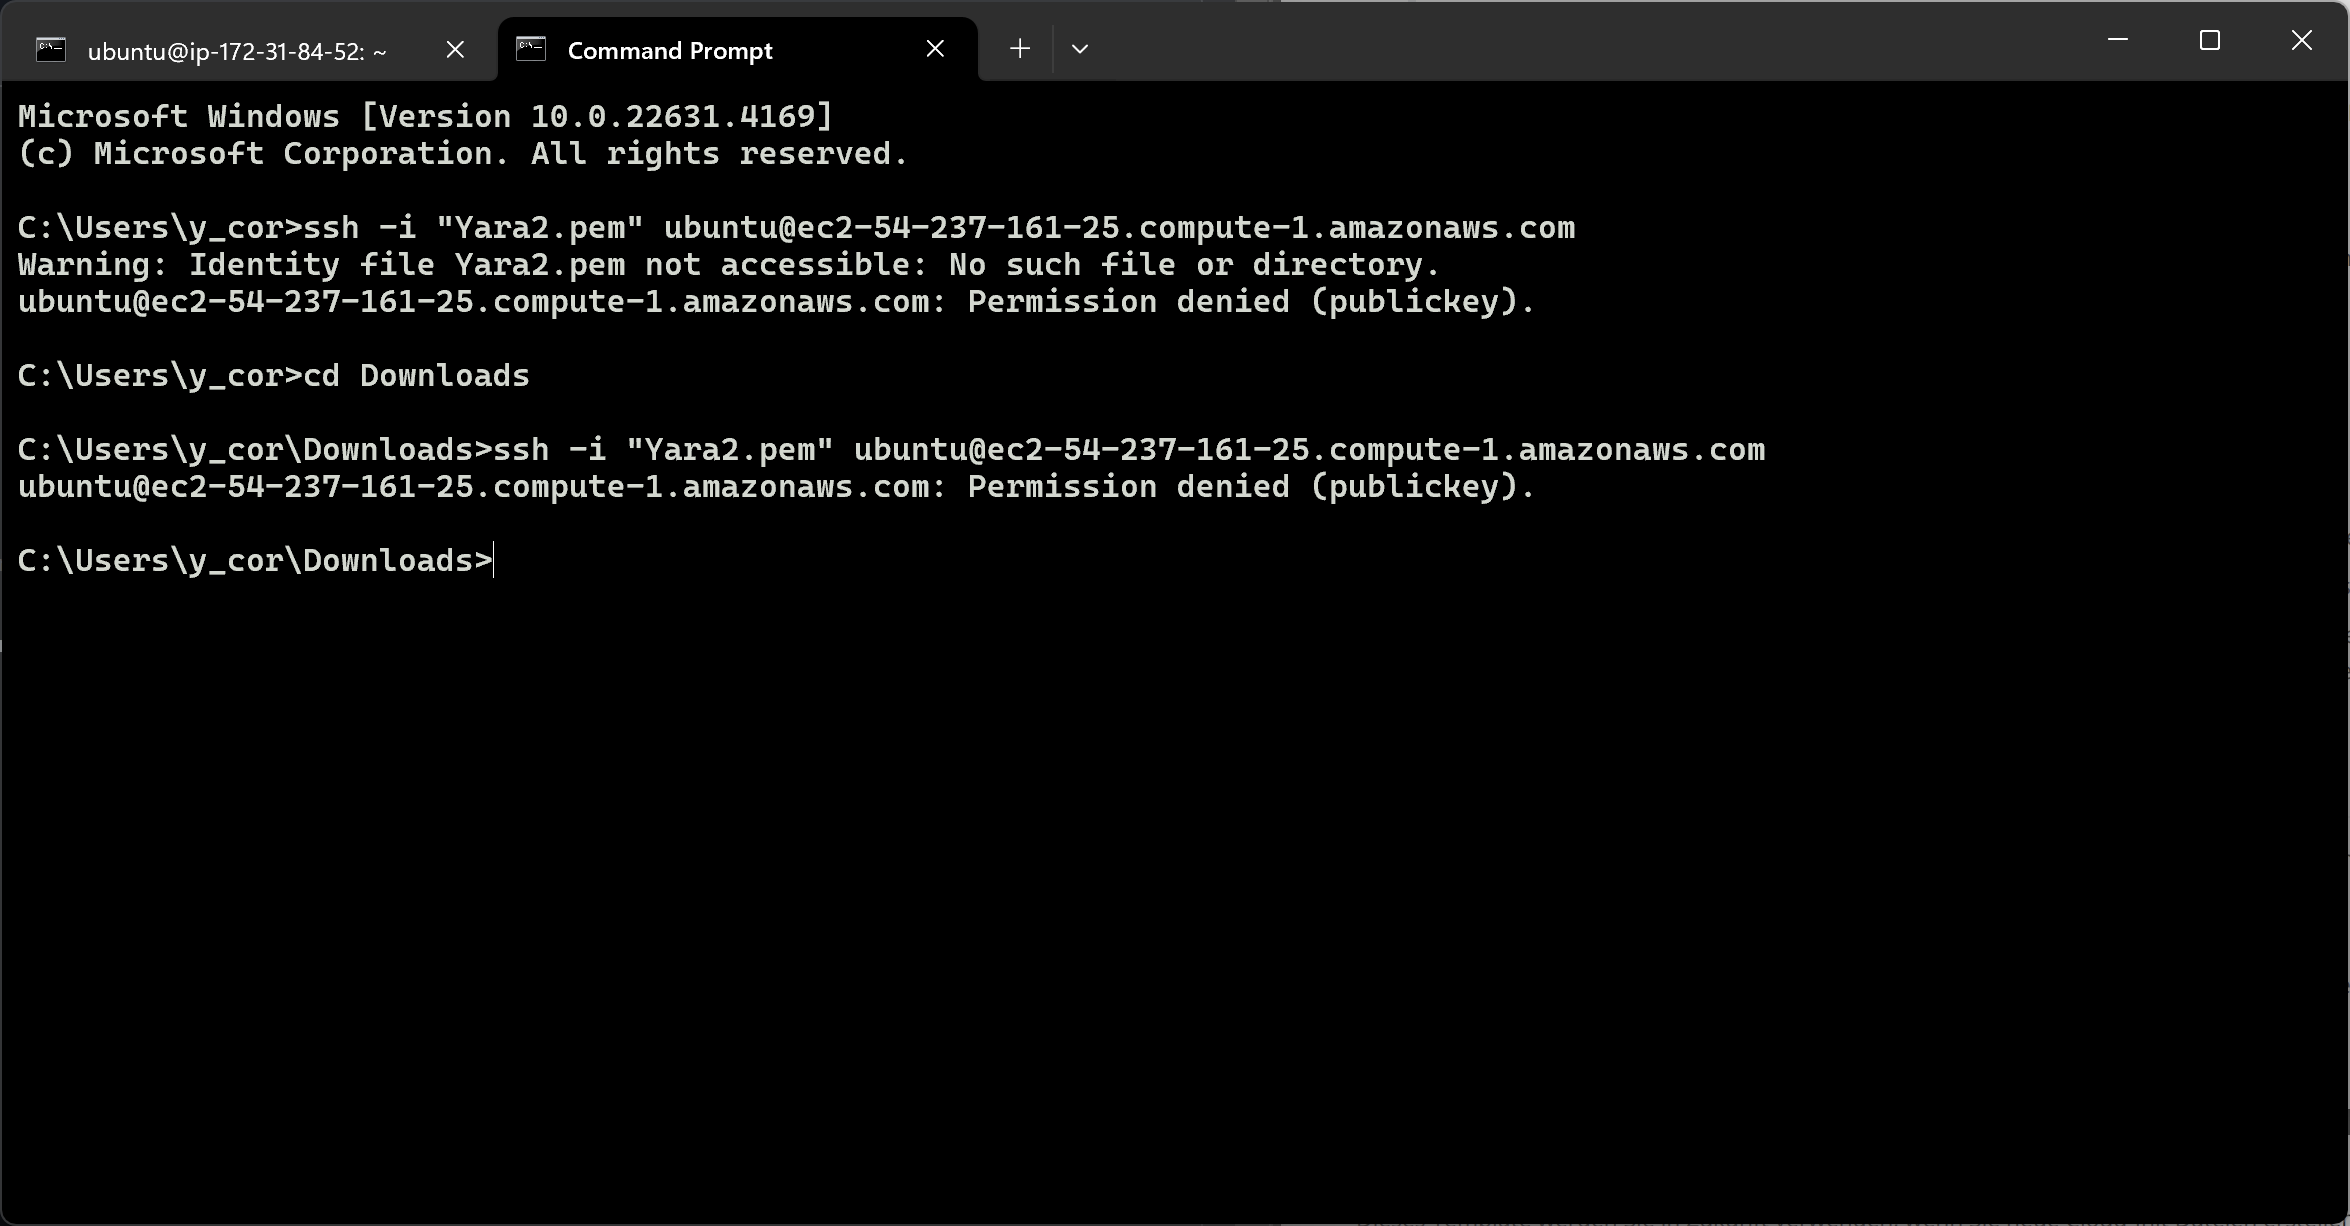 ubuntu@ip-172-31-84-52: ~
Command Prompt
Microsoft Windows [Version 10.0.22631.4169]
(c) Microsoft Corporation. All rights reserved.
C:\Users\y_cor>ssh -i "Yara2.pem" ubuntu@ec2-54-237-161-25.compute-1.amazonaws.com
Warning: Identity file Yara2.pem not accessible: No such file or directory.
ubuntu@ec2-54-237-161-25.compute-1.amazonaws.com: Permission denied (publickey).
C:\Users\y_cor>cd Downloads
C:\Users\y_cor\Downloads>ssh -i "Yara2.pem" ubuntu@ec2-54-237-161-25.compute-1.amazonaws.com
ubuntu@ec2-54-237-161-25.compute-1.amazonaws.com: Permission denied (publickey).
C:\Users\y_cor\Downloads>